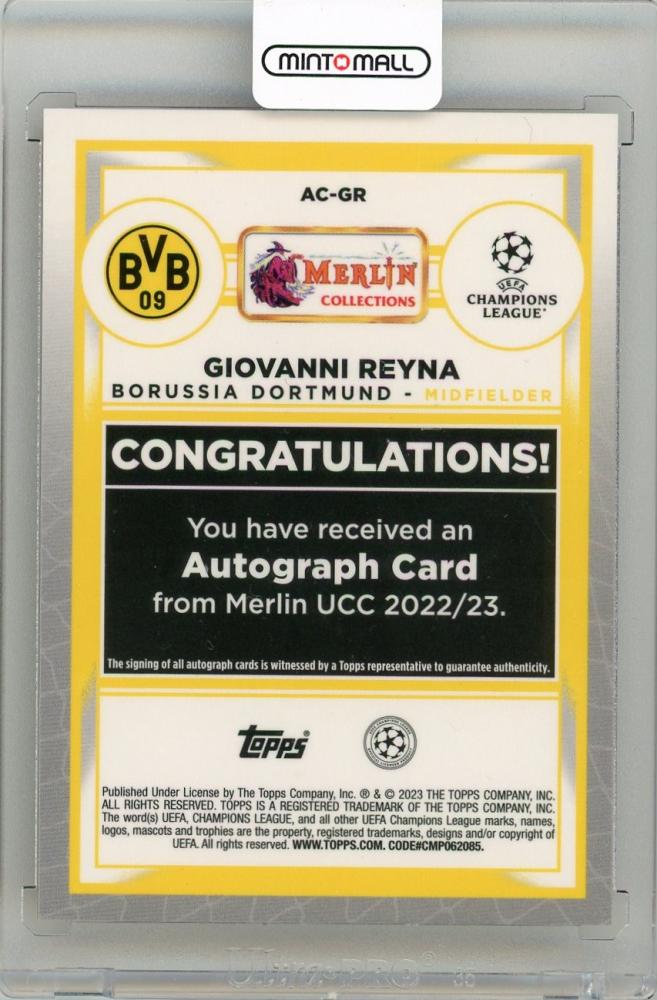 MINTMALL
AC-GR
BVB
09
MERLIN
COLLECTIONS
UEFA
CHAMPIONS
LEAGUE
GIOVANNI REYNA
BORUSSIA DORTMUND - MIDFIELDER
CONGRATULATIONS!
You have received an
Autograph Card
from Merlin UCC 2022/23.
The signing of all autograph cards is witnessed by a Topps representative to guarantee authenticity.
topps®
Published Under License by The Topps Company, Inc. ® & © 2023 THE TOPPS COMPANY, INC.
ALL RIGHTS RESERVED. TOPPS IS A REGISTERED TRADEMARK OF THE TOPPS COMPANY, INC.
The word(s) UEFA, CHAMPIONS LEAGUE, and all other UEFA Champions League marks, names,
logos, mascots and trophies are the property, registered trademarks, designs and/or copyright of
UEFA. All rights reserved. WWW.TOPPS.COM. CODE#CMP062085.
Ultra-PRO®